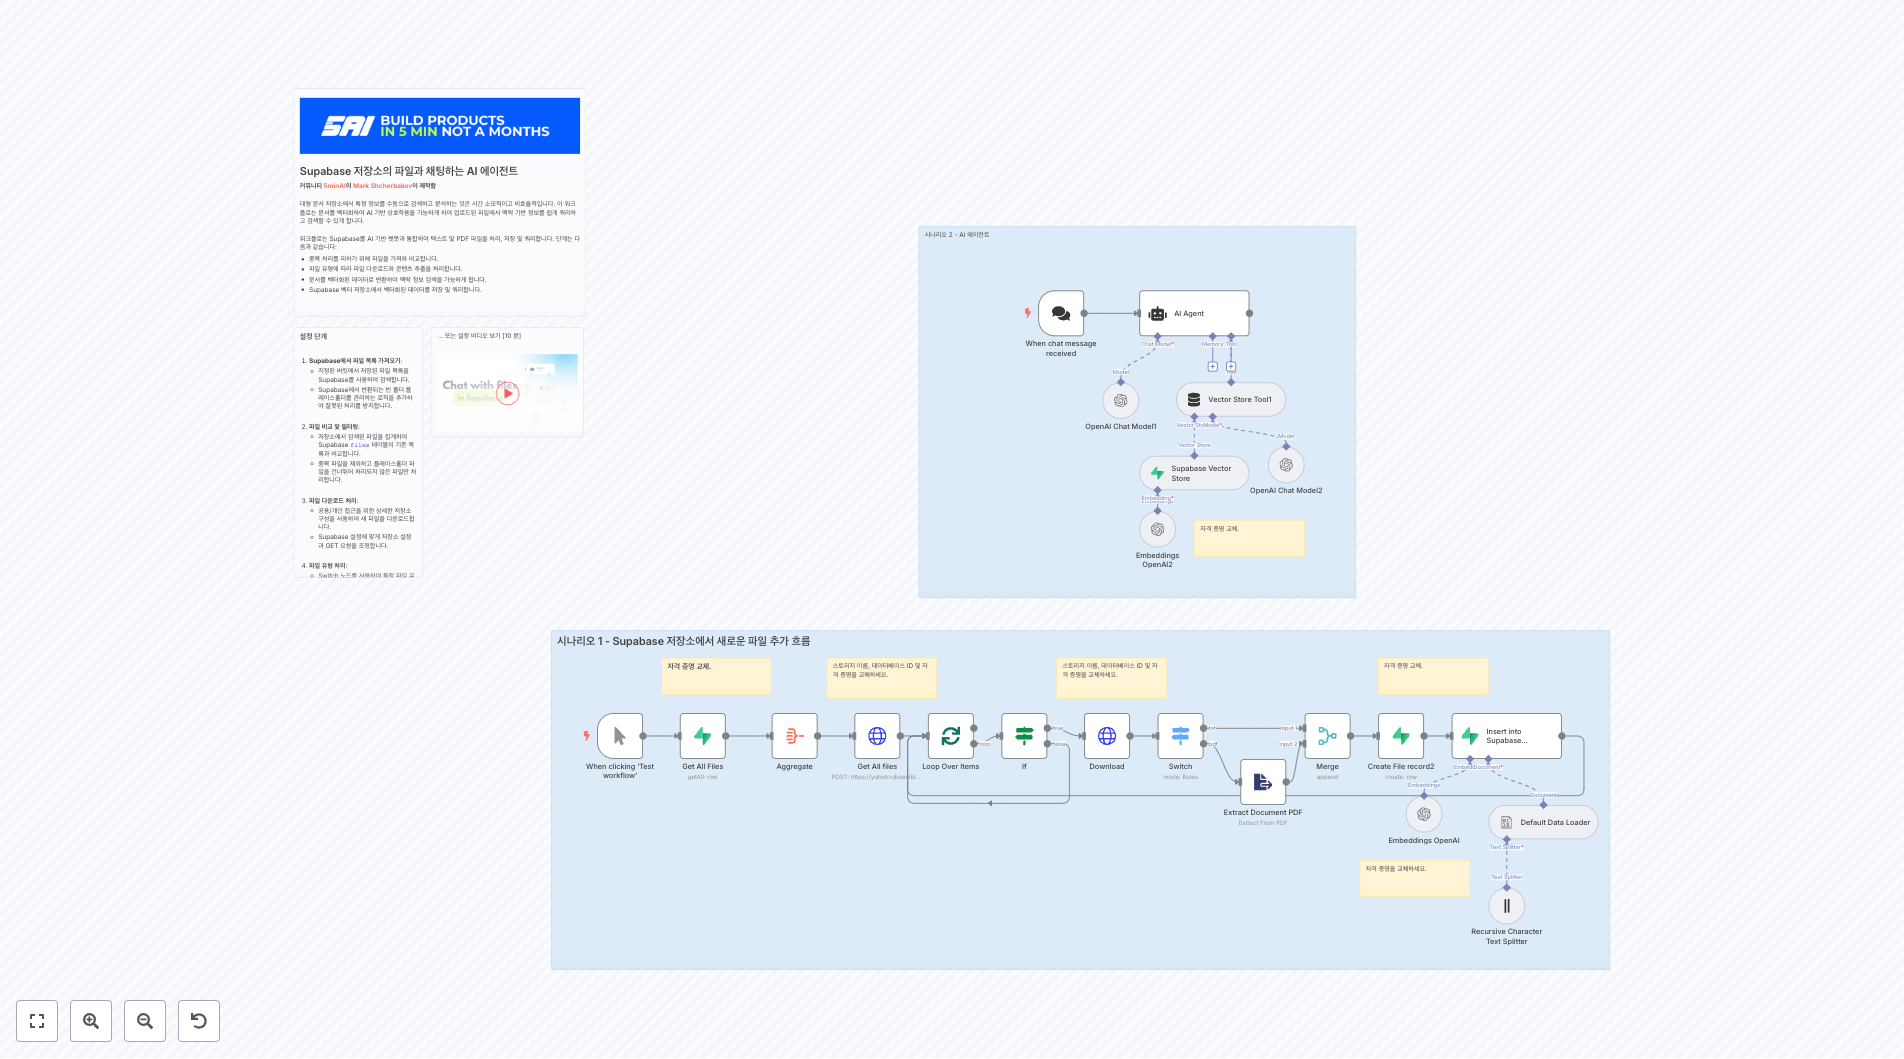 SAI BUILD PRODUCTS
IN 5 MIN NOT A MONTHS
Supabase 저장소의 파일과 채팅하는 AI 에이전트
커뮤니티 5minAI의 Mark Shcherbakov이 제작함
대형 문서 저장소에서 특정 정보를 수동으로 검색하고 분석하는 것은 시간 소모적이고 비효율적입니다. 이 워크
플로는 문서를 벡터화하여 AI 기반 상호작용을 가능하게 하여 업로드된 파일에서 맥락 기반 정보를 쉽게 쿼리하
고 검색할 수 있게 합니다.
워크플로는 Supabase를 AI 기반 챗봇과 통합하여 텍스트 및 PDF 파일을 처리, 저장 및 쿼리합니다. 단계는 다
음과 같습니다:
• 중복 처리를 피하기 위해 파일을 가져와 비교합니다.
• 파일 유형에 따라 파일 다운로드와 콘텐츠 추출을 처리합니다.
• 문서를 벡터화된 데이터로 변환하여 맥락 정보 검색을 가능하게 합니다.
• Supabase 벡터 저장소에서 벡터화된 데이터를 저장 및 쿼리합니다.
설정 단계
1. Supabase에서 파일 목록 가져오기:
지정된 버킷에서 저장된 파일 목록을
Supabase를 사용하여 검색합니다.
Supabase에서 반환되는 빈 폴더 플
레이스홀더를 관리하는 로직을 추가하
여 잘못된 처리를 방지합니다.
2. 파일 비교 및 필터링:
저장소에서 검색된 파일을 집계하여
Supabase files 테이블의 기존 목
록과 비교합니다.
중복 파일을 제외하고 플레이스홀더 파
일을 건너뛰어 처리되지 않은 파일만 처
리합니다.
3. 파일 다운로드 처리:
공용/개인 접근을 위한 상세한 저장소
구성을 사용하여 새 파일을 다운로드합
니다.
Supabase 설정에 맞게 저장소 설정
과 GET 요청을 조정합니다.
4. 파일 유형 처리:
Switch 노드를 사용하여 특정 파일 유
... 또는 설정 비디오 보기 [10 분]
Chat with files
in Supabase
시나리오 2 - AI 에이전트
When chat message
received
AI Agent
Chat Model*
Memory
Tool
Model
Tool
OpenAI Chat Model1
Vector Store Tool1
Model*
Vector Store
Model
Supabase Vector
Store
OpenAI Chat Model2
Embedding*
Embeddings
OpenAI2
자격 증명 교체.
시나리오 1 - Supabase 저장소에서 새로운 파일 추가 흐름
자격 증명 교체.
스토리지 이름, 데이터베이스 ID 및 자
격 증명을 교체하세요.
스토리지 이름, 데이터베이스 ID 및 자
격 증명을 교체하세요.
자격 증명 교체.
When clicking 'Test
workflow'
Get All Files
getAll: row
Aggregate
Get All files
Loop Over Items
loop
If
true
false
Download
Switch
mode: Rules
txt
pdf
Extract Document PDF
Extract From PDF
Input 1
Input 2
Merge
append
Create File record2
create: row
Insert into
Supabase...
Document*
Embeddings
Document
Embeddings OpenAI
Default Data Loader
Text Splitter*
Text Splitter
자격 증명을 교체하세요.
Recursive Character
Text Splitter